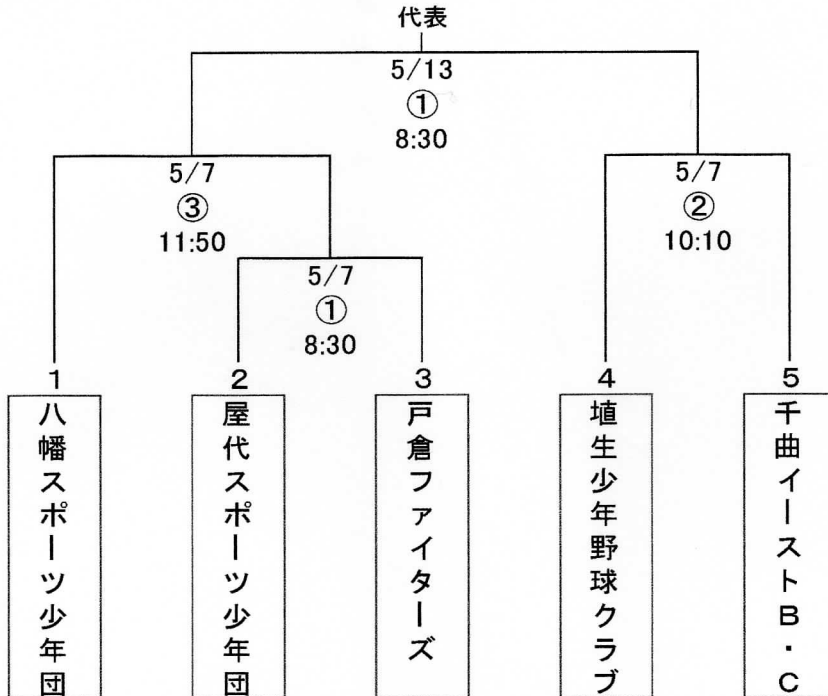 代表
5/13
①
8:30
5/7
③
11:50
5/7
②
10:10
5/7
①
8:30
1
2
3
4
5
八幡スポーツ少年団
屋代スポーツ少年団
戸倉ファイターズ
埴生少年野球クラブ
千曲イーストB・C